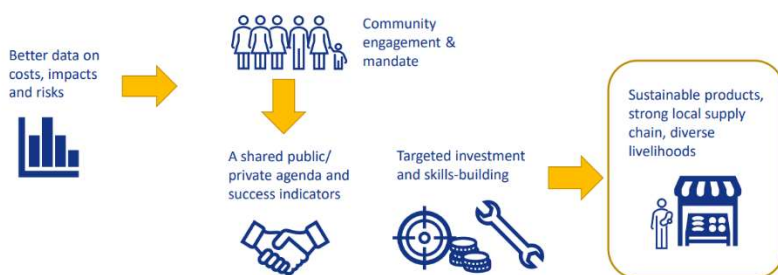 Better data on
costs, impacts
and risks
Community
engagement &
mandate
A shared public/
private agenda and
success indicators
Targeted investment
and skills-building
Sustainable products,
strong local supply
chain, diverse
livelihoods